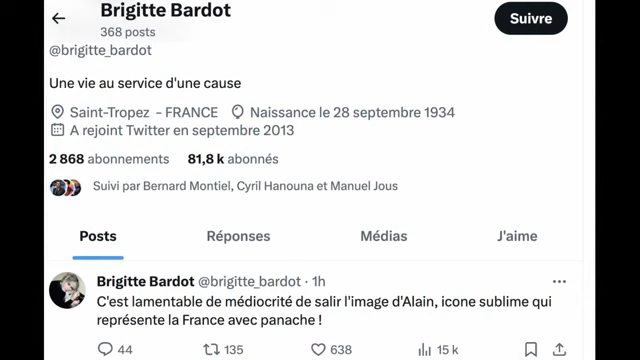 Brigitte Bardot
368 posts
Suivre
@brigitte_bardot
Une vie au service d'une cause
Saint-Tropez - FRANCE Naissance le 28 septembre 1934
A rejoint Twitter en septembre 2013
2 868 abonnements 81,8 k abonnés
Suivi par Bernard Montiel, Cyril Hanouna et Manuel Jous
Posts Réponses Médias J'aime
Brigitte Bardot @brigitte_bardot · 1h
C'est lamentable de médiocrité de salir l'image d'Alain, icone sublime qui
représente la France avec panache !
44 135 638 15 k